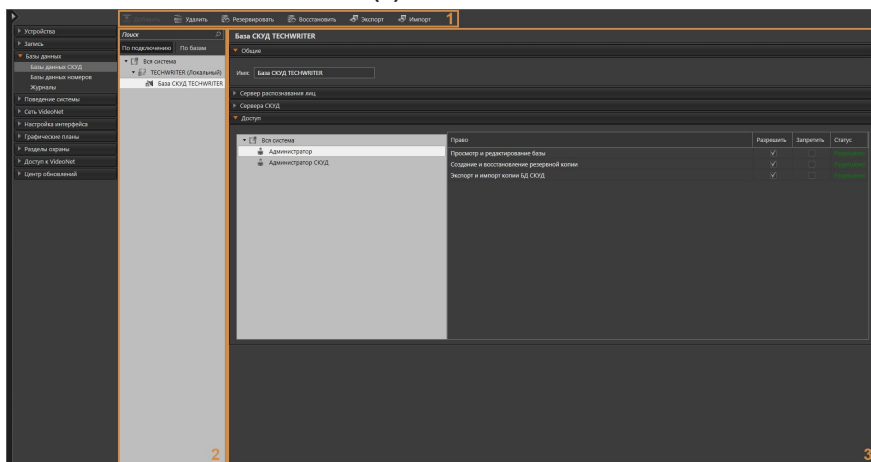 Добавить Удалить Резервировать Восстановить Экспорт Импорт 1
Устройства
Запись
Базы данных
Базы данных СКУД
Базы данных номеров
Журналы
Поведение системы
Сеть VideoNet
Настройка интерфейса
Графические планы
Разделы охраны
Доступ к VideoNet
Центр обновлений
Поиск
По подключению По базам
Вся система
TECHWRITER (Локальный)
База СКУД TECHWRITER
2
База СКУД TECHWRITER
Общие
Имя: База СКУД TECHWRITER
Сервер распознавания лиц
Сервера СКУД
Доступ
Вся система
Администратор
Администратор СКУД
Право Разрешить Запретить Статус
Просмотр и редактирование базы Разрешено
Создание и восстановление резервной копии Разрешено
Экспорт и импорт копии БД СКУД Разрешено
3